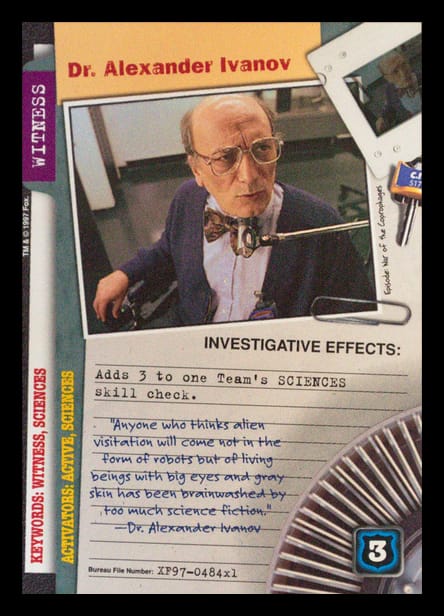 Dr. Alexander Ivanov
WITNESS
TM & © 1997 Fox.
Episode: War of the Coprophages
INVESTIGATIVE EFFECTS:
Adds 3 to one Team's SCIENCES
skill check.
"Anyone who thinks alien
visitation will come not in the
form of robots but of living
beings with big eyes and gray
skin has been brainwashed by
too much science fiction."
—Dr. Alexander Ivanov
KEYWORDS: WITNESS, SCIENCES
ACTIVATORS: ACTIVE, SCIENCES
Bureau File Number: XF97-0484x1
3